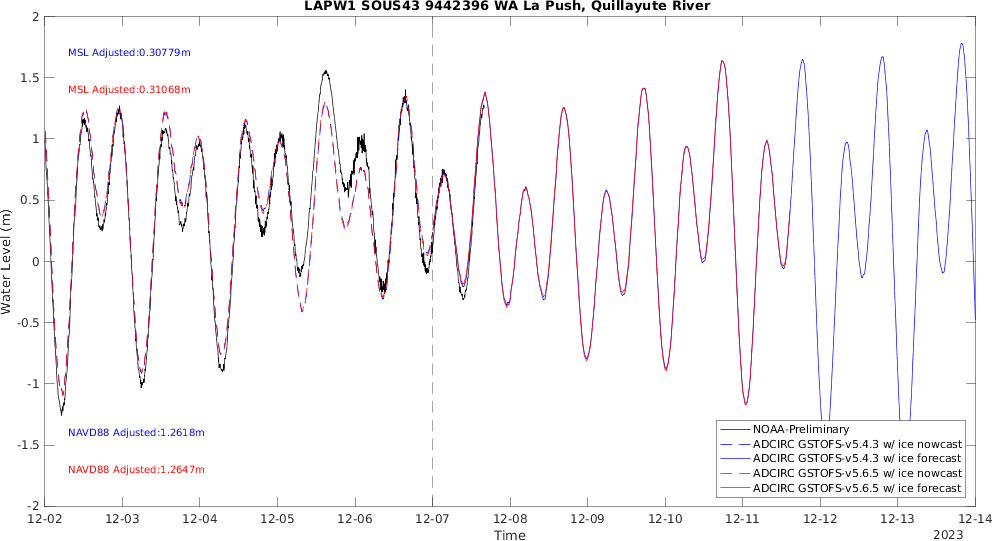 LAPW1 SOUS43 9442396 WA La Push, Quillayute River
2
1.5
1
0.5
0
-0.5
-1
-1.5
-2
Water Level (m)
MSL Adjusted:0.30779m
MSL Adjusted:0.31068m
NAVD88 Adjusted:1.2618m
NAVD88 Adjusted:1.2647m
NOAA-Preliminary
ADCIRC GSTOFS-v5.4.3 w/ ice nowcast
ADCIRC GSTOFS-v5.4.3 w/ ice forecast
ADCIRC GSTOFS-v5.6.5 w/ ice nowcast
ADCIRC GSTOFS-v5.6.5 w/ ice forecast
12-02 12-03 12-04 12-05 12-06 12-07 12-08 12-09 12-10 12-11 12-12 12-13 12-14
Time
2023